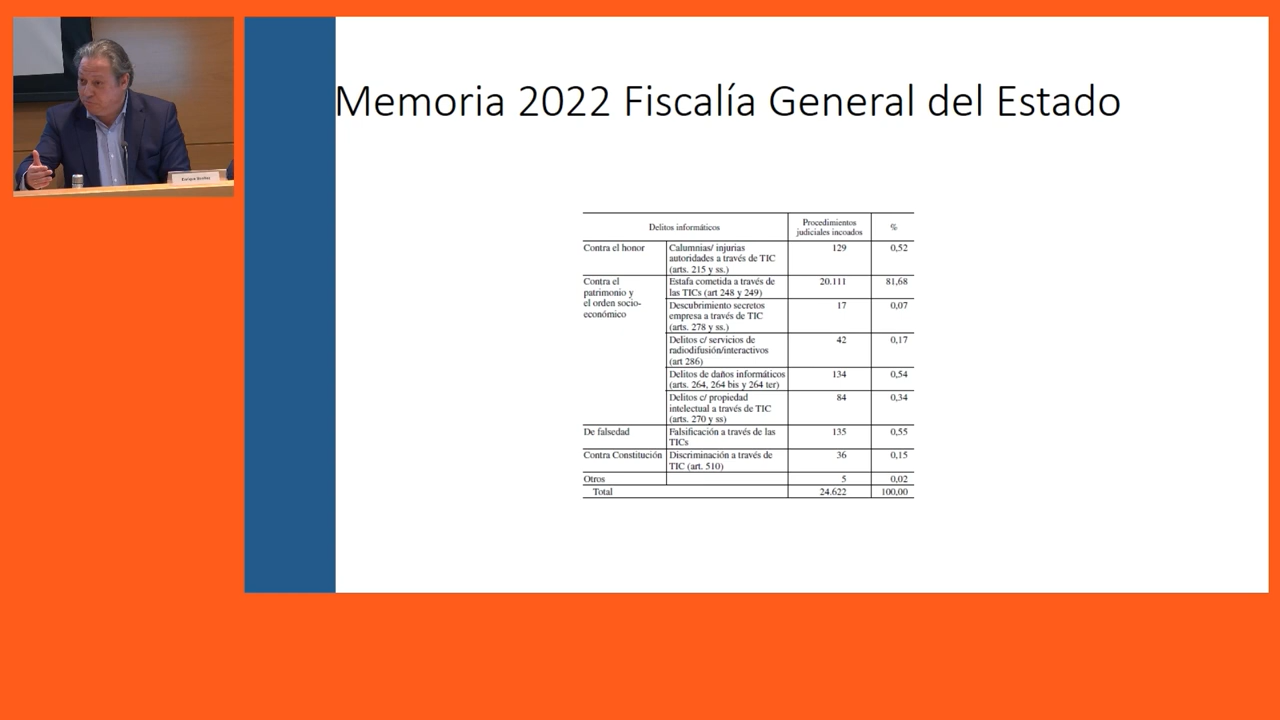 Memoria 2022 Fiscalía General del Estado
Delitos informáticos
Procedimientos
judiciales incoados
%
Contra el honor
Calumnias/ injurias
autoridades a través de TIC
(arts. 215 y ss.)
129
0,52
Contra el
patrimonio y
el orden socio-
económico
Estafa cometida a través de
las TICs (art 248 y 249)
20.111
81,68
Descubrimiento secretos
empresa a través de TIC
(arts. 278 y ss.)
17
0,07
Delitos c/ servicios de
radiodifusión/interactivos
(art 286)
42
0,17
Delitos de daños informáticos
(arts. 264, 264 bis y 264 ter)
134
0,54
Delitos c/ propiedad
intelectual a través de TIC
(arts. 270 y ss)
84
0,34
De falsedad
Falsificación a través de las
TICs
135
0,55
Contra Constitución
Discriminación a través de
TIC (art. 510)
36
0,15
Otros
5
0,02
Total
24.622
100,00